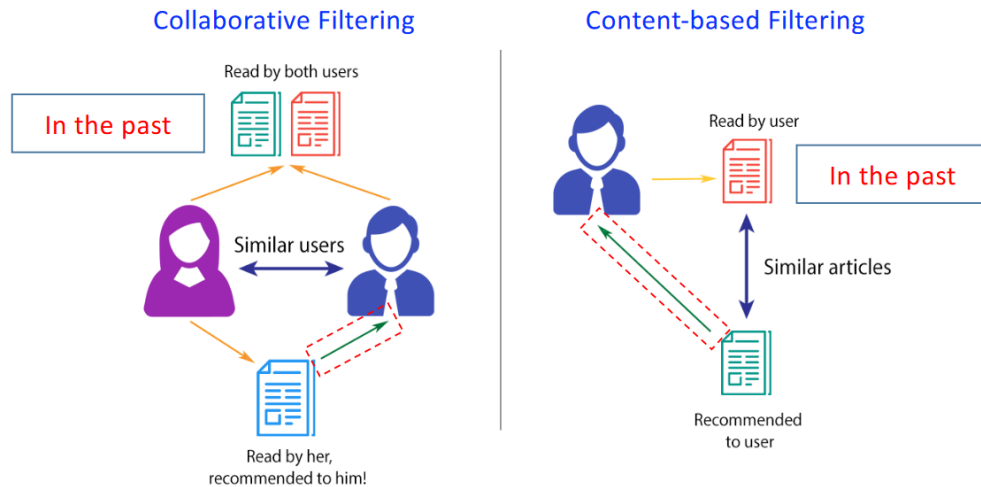 Collaborative Filtering
Read by both users
In the past
Similar users
Read by her,
recommended to him!
Content-based Filtering
Read by user
In the past
Similar articles
Recommended
to user